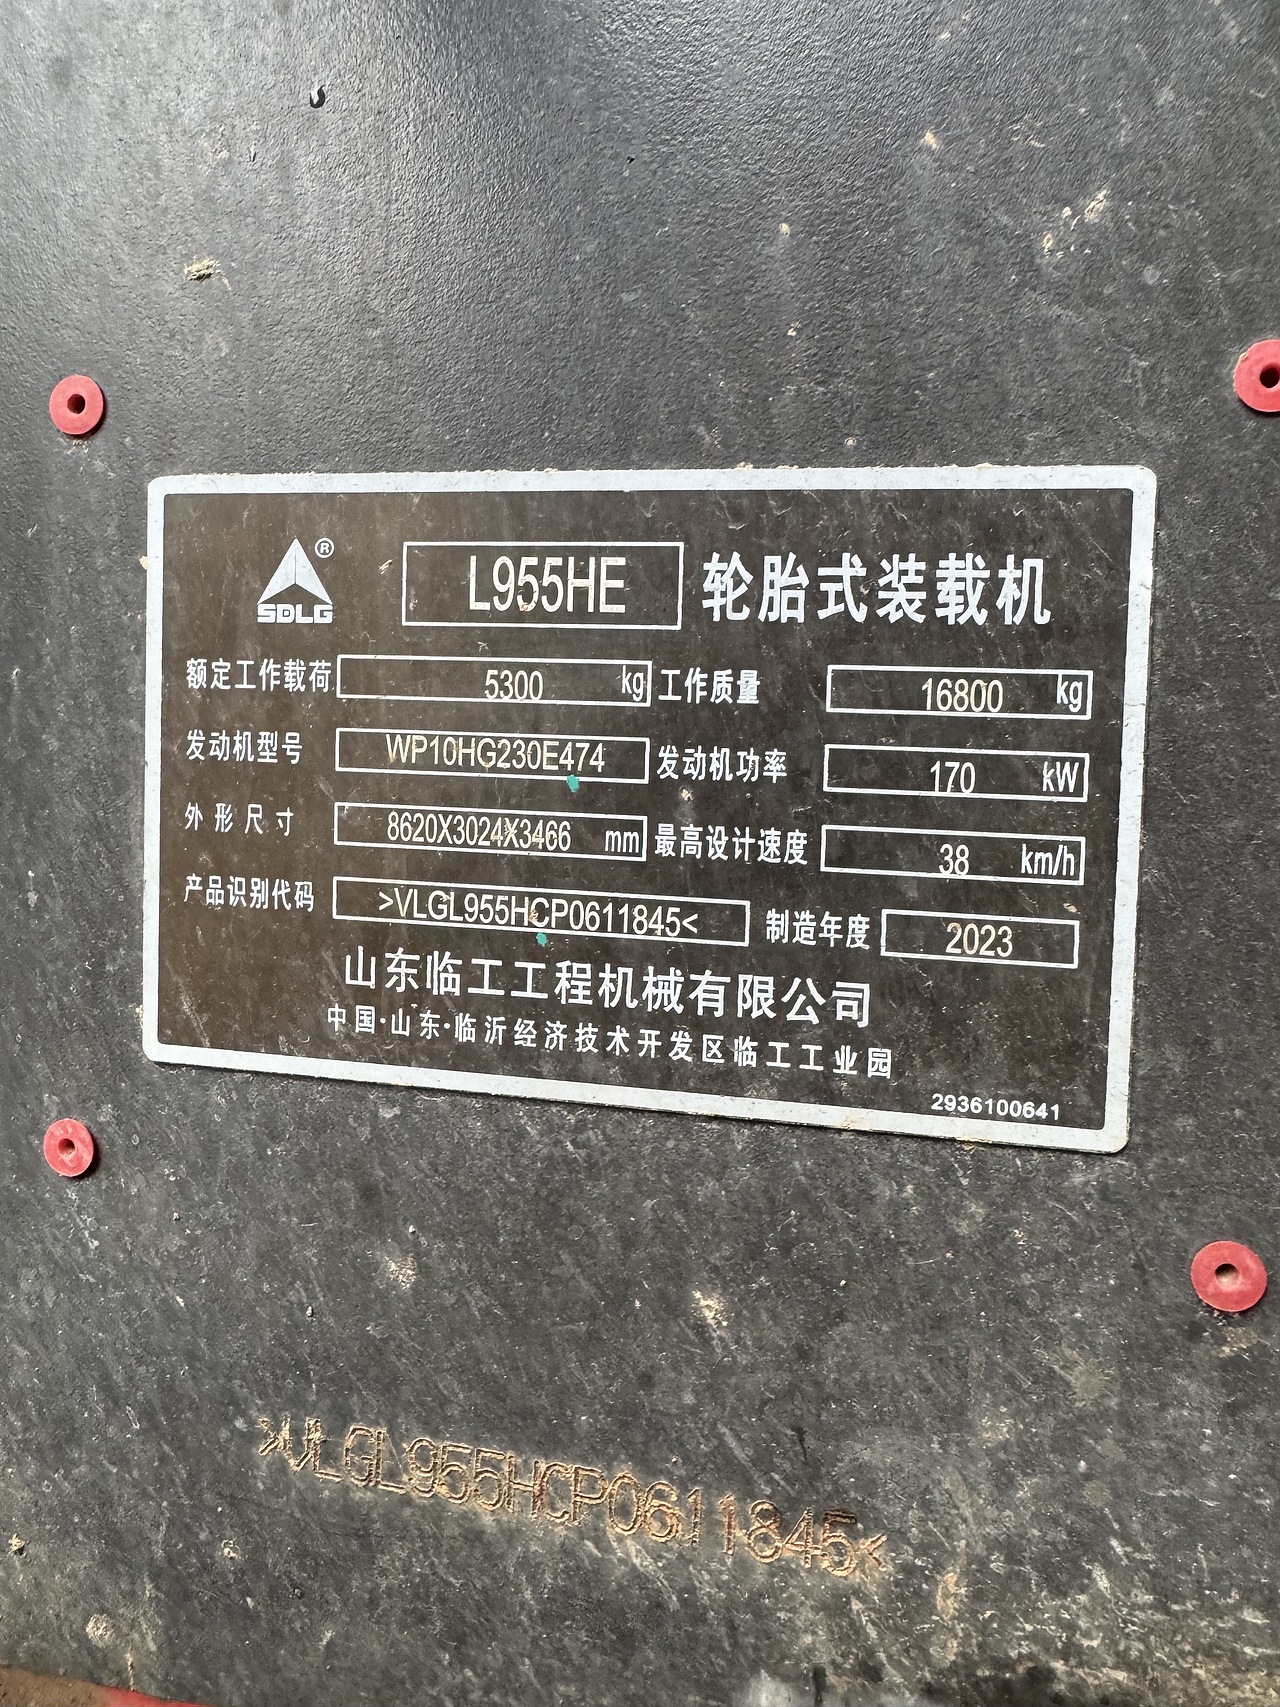 SDLG® L955HE 轮胎式装载机
额定工作载荷 5300 kg 工作质量 16800 kg
发动机型号 WP10HG230E474 发动机功率 170 kW
外形尺寸 8620X3024X3466 mm 最高设计速度 38 km/h
产品识别代码 >VLGL955HCP0611845< 制造年度 2023
山东临工工程机械有限公司
中国·山东·临沂经济技术开发区临工工业园
2936100641
>VLGL955HCP0611845<